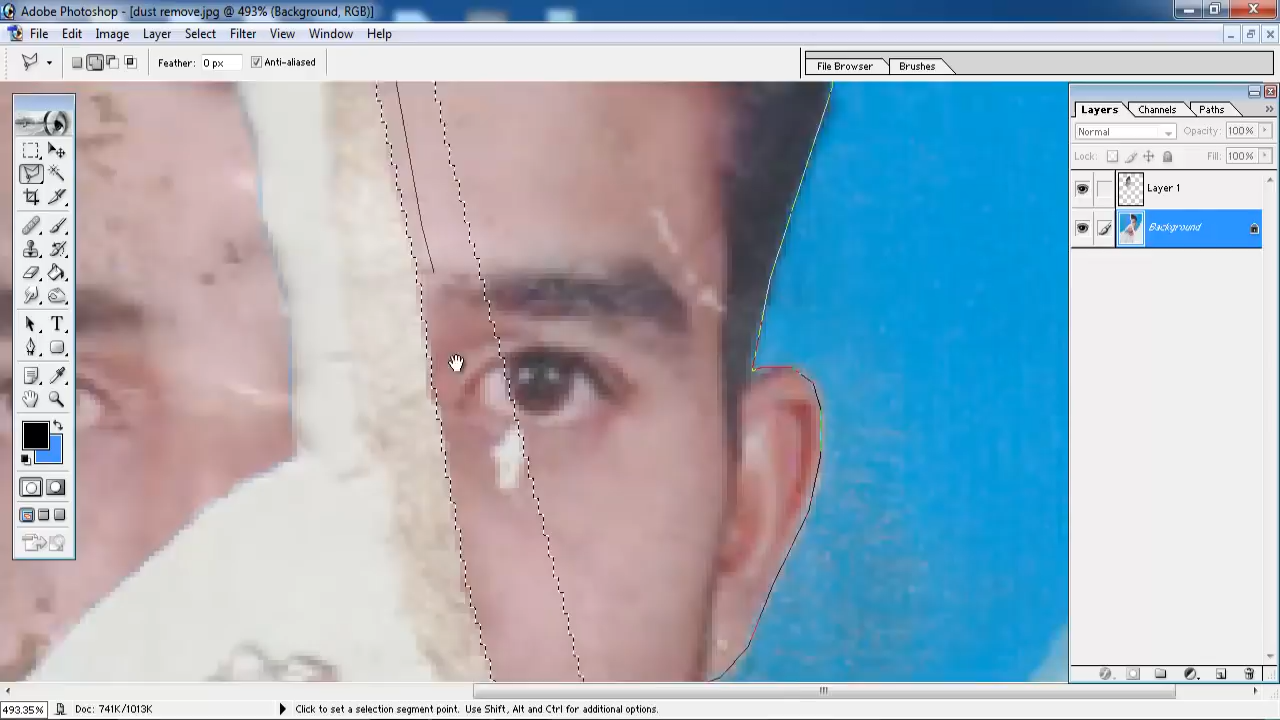 Adobe Photoshop - [dust remove.jpg @ 493% (Background, RGB)]
File Edit Image Layer Select Filter View Window Help
Feather: 0 px Anti-aliased File Browser Brushes
Layers Channels Paths
Normal Opacity: 100%
Lock: Fill: 100%
Layer 1
Background
493.35% Doc: 741K/1013K Click to set a selection segment point. Use Shift, Alt and Ctrl for additional options.